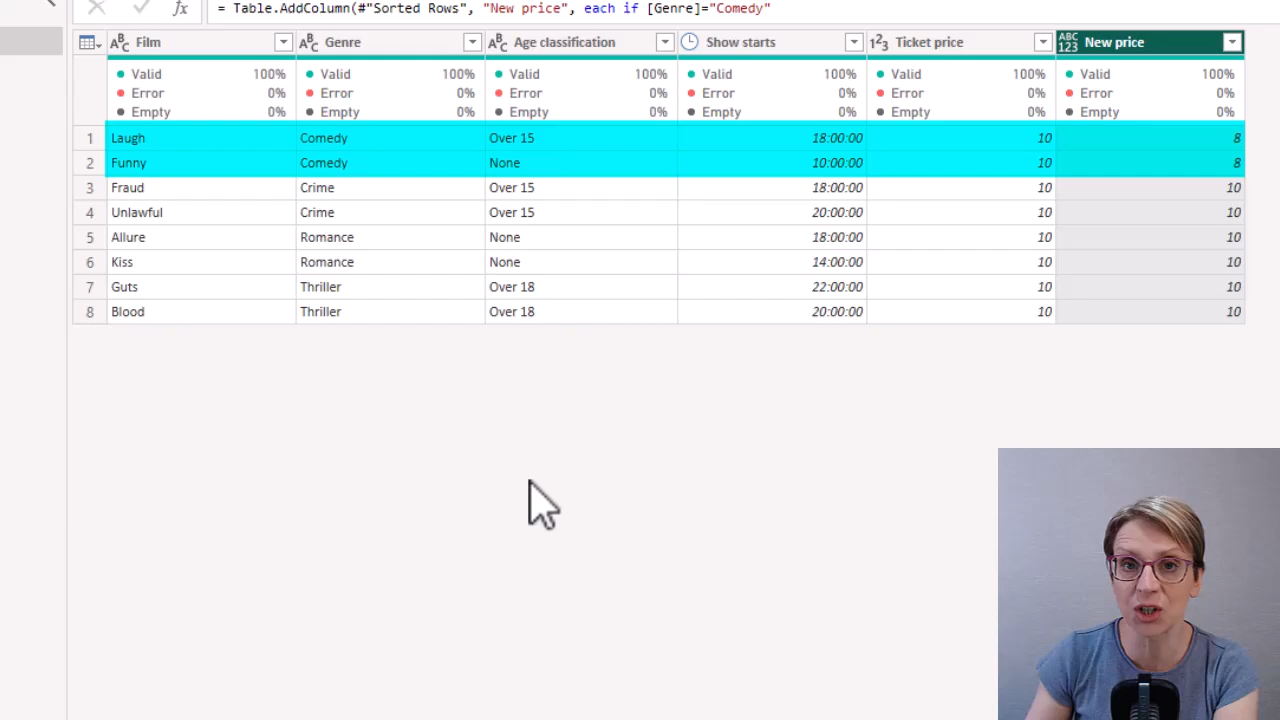 = Table.AddColumn(#"Sorted Rows", "New price", each if [Genre]="Comedy"
Film Genre Age classification Show starts Ticket price New price
Valid 100% Valid 100% Valid 100% Valid 100% Valid 100% Valid 100%
Error 0% Error 0% Error 0% Error 0% Error 0% Error 0%
Empty 0% Empty 0% Empty 0% Empty 0% Empty 0% Empty 0%
1 Laugh Comedy Over 15 18:00:00 10 8
2 Funny Comedy None 10:00:00 10 8
3 Fraud Crime Over 15 18:00:00 10 10
4 Unlawful Crime Over 15 20:00:00 10 10
5 Allure Romance None 18:00:00 10 10
6 Kiss Romance None 14:00:00 10 10
7 Guts Thriller Over 18 22:00:00 10 10
8 Blood Thriller Over 18 20:00:00 10 10